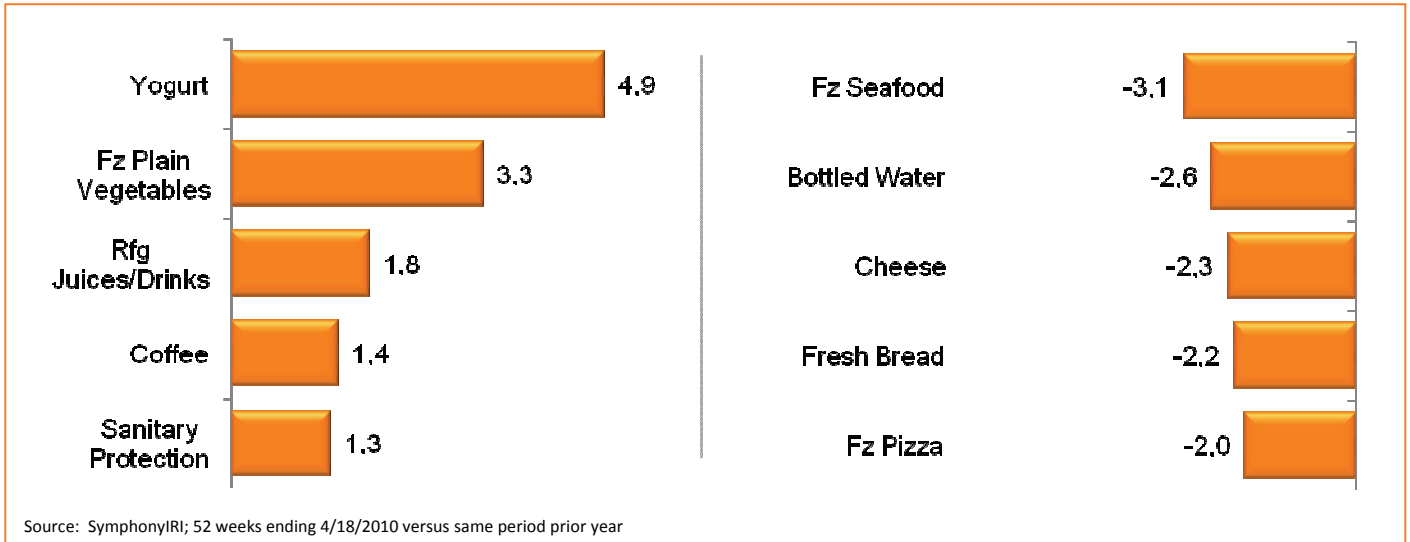 Yogurt
4.9
Fz Plain
Vegetables
3.3
Rfg
Juices/Drinks
1.8
Coffee
1.4
Sanitary
Protection
1.3
Fz Seafood
-3.1
Bottled Water
-2.6
Cheese
-2.3
Fresh Bread
-2.2
Fz Pizza
-2.0
Source: SymphonyIRI; 52 weeks ending 4/18/2010 versus same period prior year